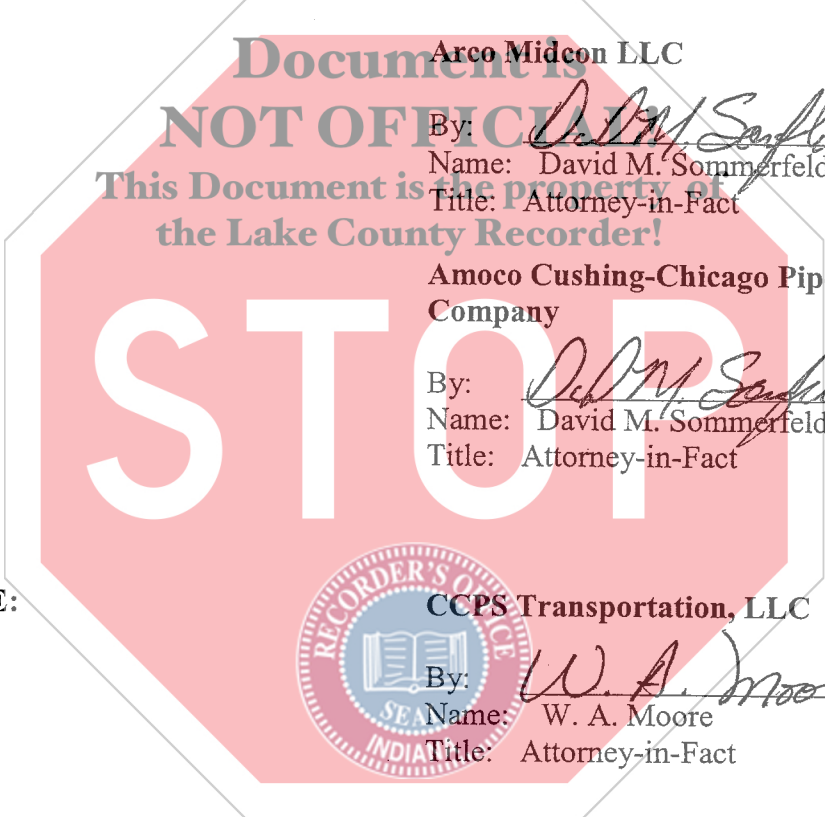 Document is
NOT OFFICIAL!
This Document is the property of
the Lake County Recorder!
STOP
Arco Midcon LLC
By:
Name: David M. Sommerfeld
Title: Attorney-in-Fact
Amoco Cushing-Chicago Pip
Company
By:
Name: David M. Sommerfeld
Title: Attorney-in-Fact
E:
CCPS Transportation, LLC
By: W. A. Moo
Name: W. A. Moore
Title: Attorney-in-Fact
RECORDER'S OFFICE
SEAL
INDIANA